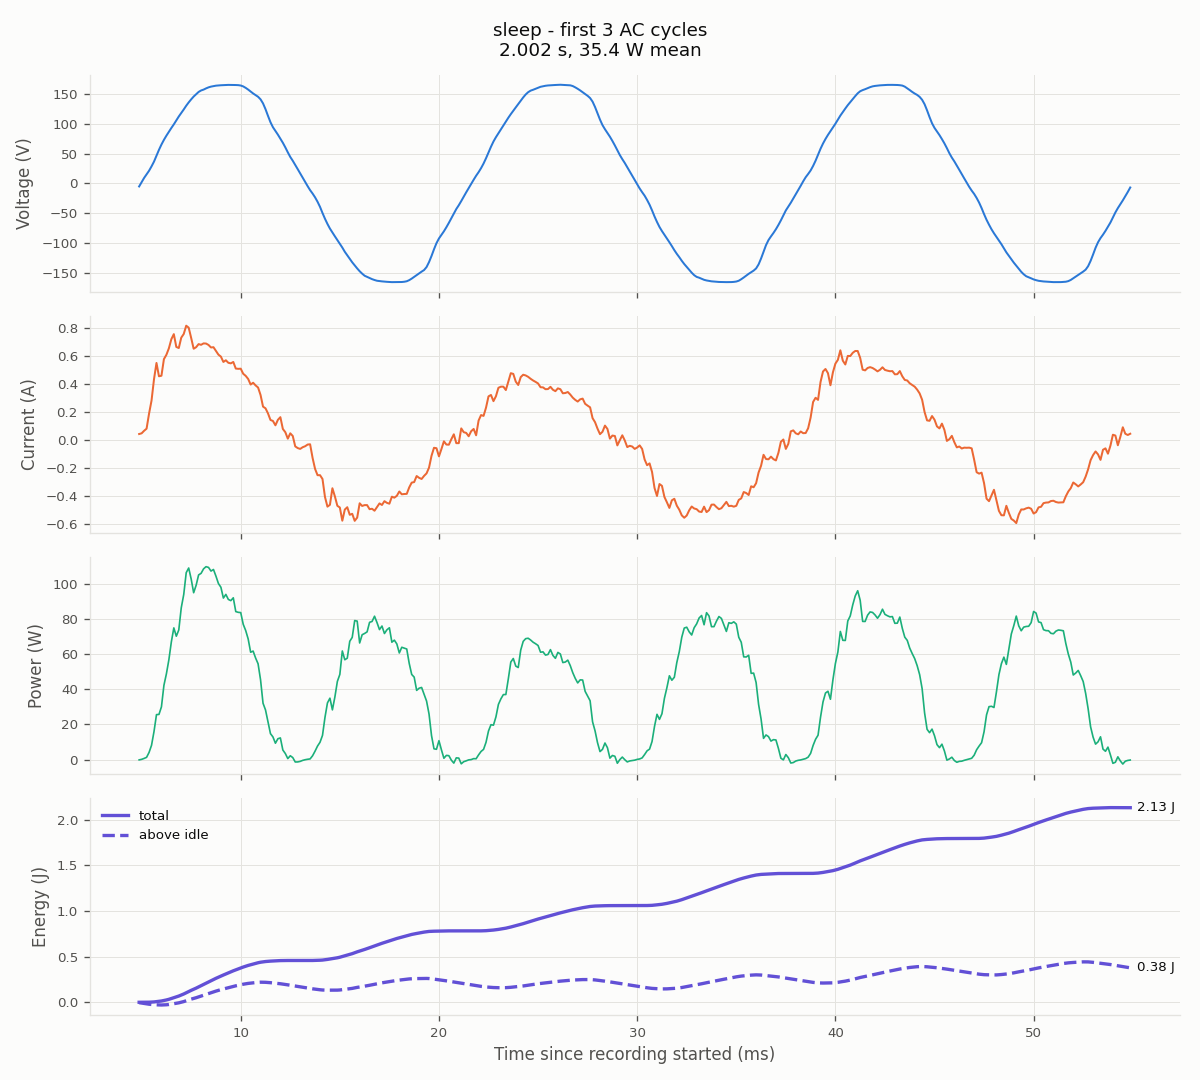 sleep - first 3 AC cycles
2.002 s, 35.4 W mean
Voltage (V)
150
100
50
0
−50
−100
−150
Current (A)
0.8
0.6
0.4
0.2
0.0
−0.2
−0.4
−0.6
Power (W)
100
80
60
40
20
0
Energy (J)
2.0
1.5
1.0
0.5
0.0
total
above idle
2.13 J
0.38 J
10
20
30
40
50
Time since recording started (ms)